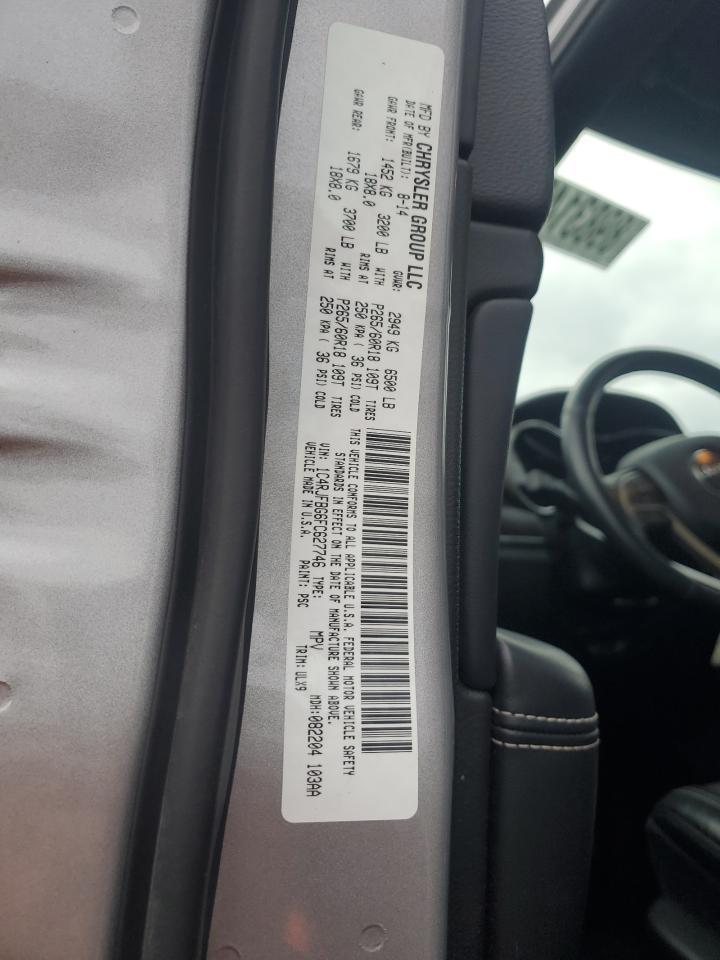 MFD BY CHRYSLER GROUP LLC
DATE OF MFR(BUILT): 8-14 GVWR: 2949 KG 6500 LB
GAWR FRONT: 1452 KG 3200 LB WITH P265/60R18 109T TIRES
18X8.0 RIMS AT 250 KPA ( 36 PSI) COLD
GAWR REAR: 1679 KG 3700 LB WITH P265/60R18 109T TIRES
18X8.0 RIMS AT 250 KPA ( 36 PSI) COLD
THIS VEHICLE CONFORMS TO ALL APPLICABLE U.S.A. FEDERAL MOTOR VEHICLE SAFETY
STANDARDS IN EFFECT ON THE DATE OF MANUFACTURE SHOWN ABOVE.
VIN: 1C4RJFBG6FC627746 TYPE: MPV MDH:082204 103AA
VEHICLE MADE IN U.S.A. PAINT: PSC TRIM:ULX9